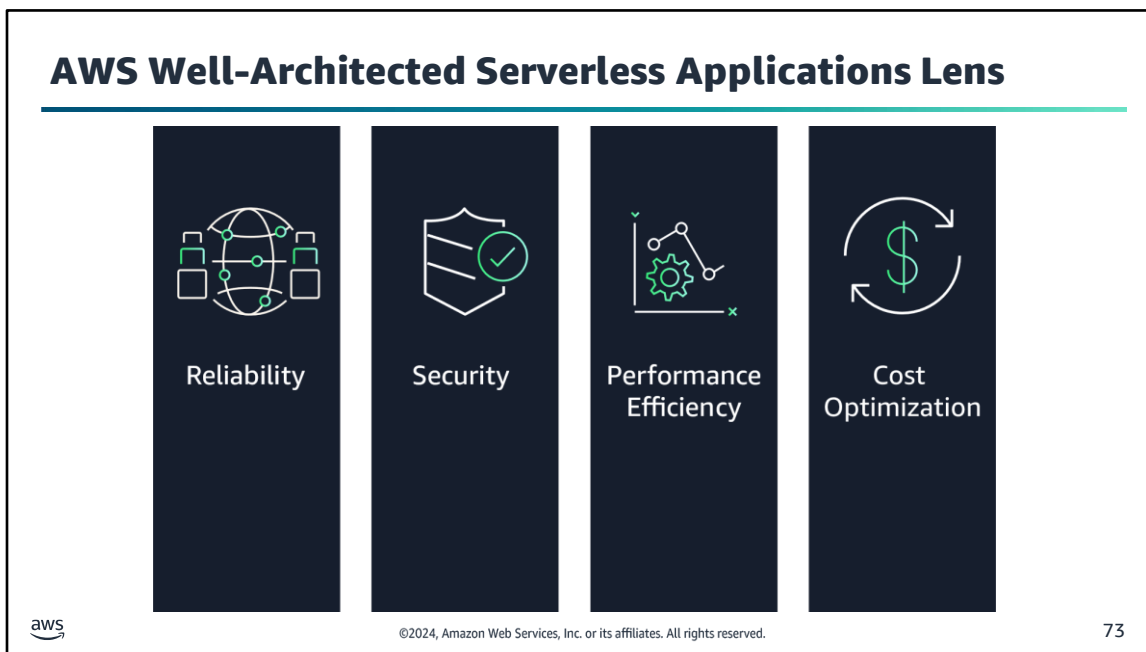 AWS Well-Architected Serverless Applications Lens
Reliability
Security
Performance
Efficiency
Cost
Optimization
aws
©2024, Amazon Web Services, Inc. or its affiliates. All rights reserved.
73